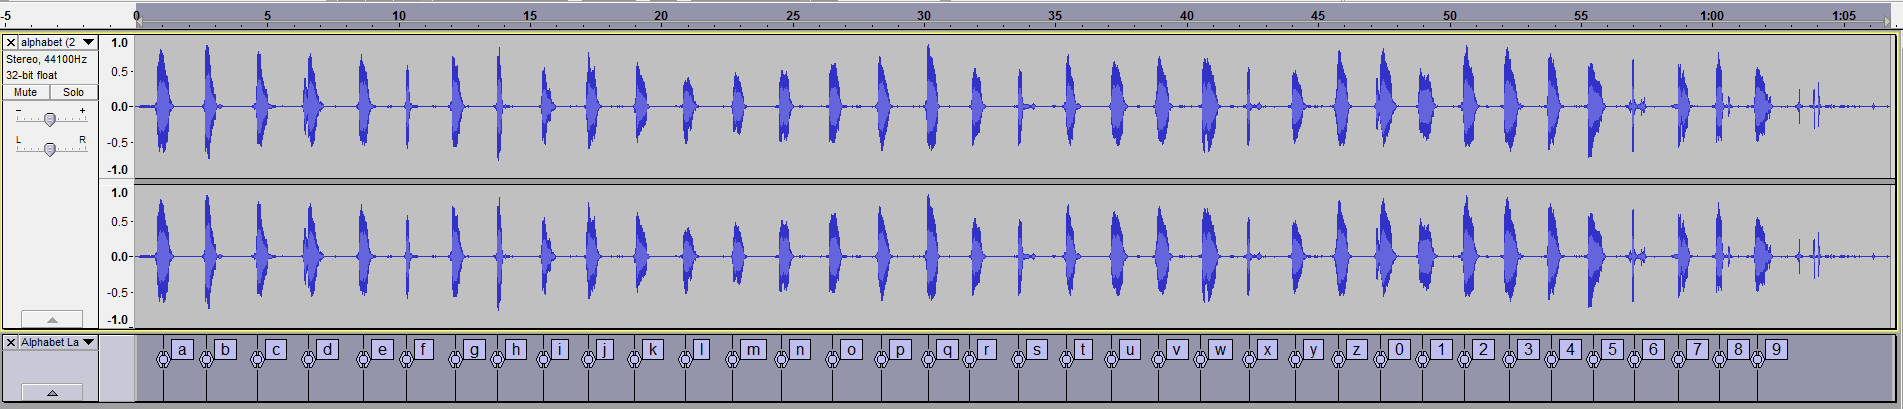 -5 0 5 10 15 20 25 30 35 40 45 50 55 1:00 1:05
alphabet (2
Stereo, 44100Hz
32-bit float
Mute Solo
- +
L R
1.0
0.5
0.0
-0.5
-1.0
1.0
0.5
0.0
-0.5
-1.0
Alphabet La
a b c d e f g h i j k l m n o p q r s t u v w x y z 0 1 2 3 4 5 6 7 8 9